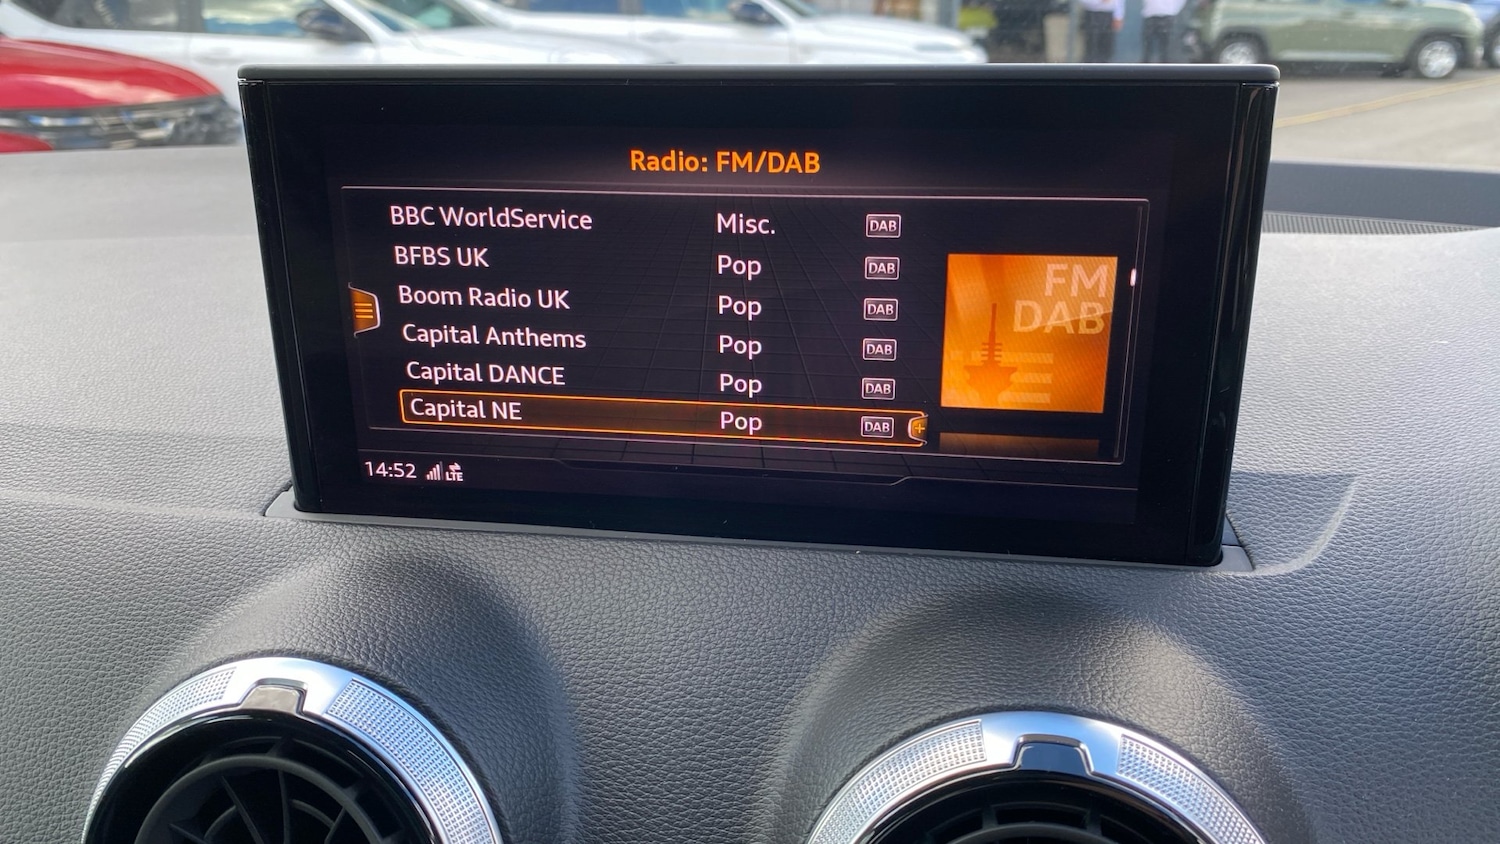 Radio: FM/DAB
BBC WorldService Misc. DAB
BFBS UK Pop DAB
Boom Radio UK Pop DAB
Capital Anthems Pop DAB
Capital DANCE Pop DAB
Capital NE Pop DAB +
FM
DAB
14:52 LTE